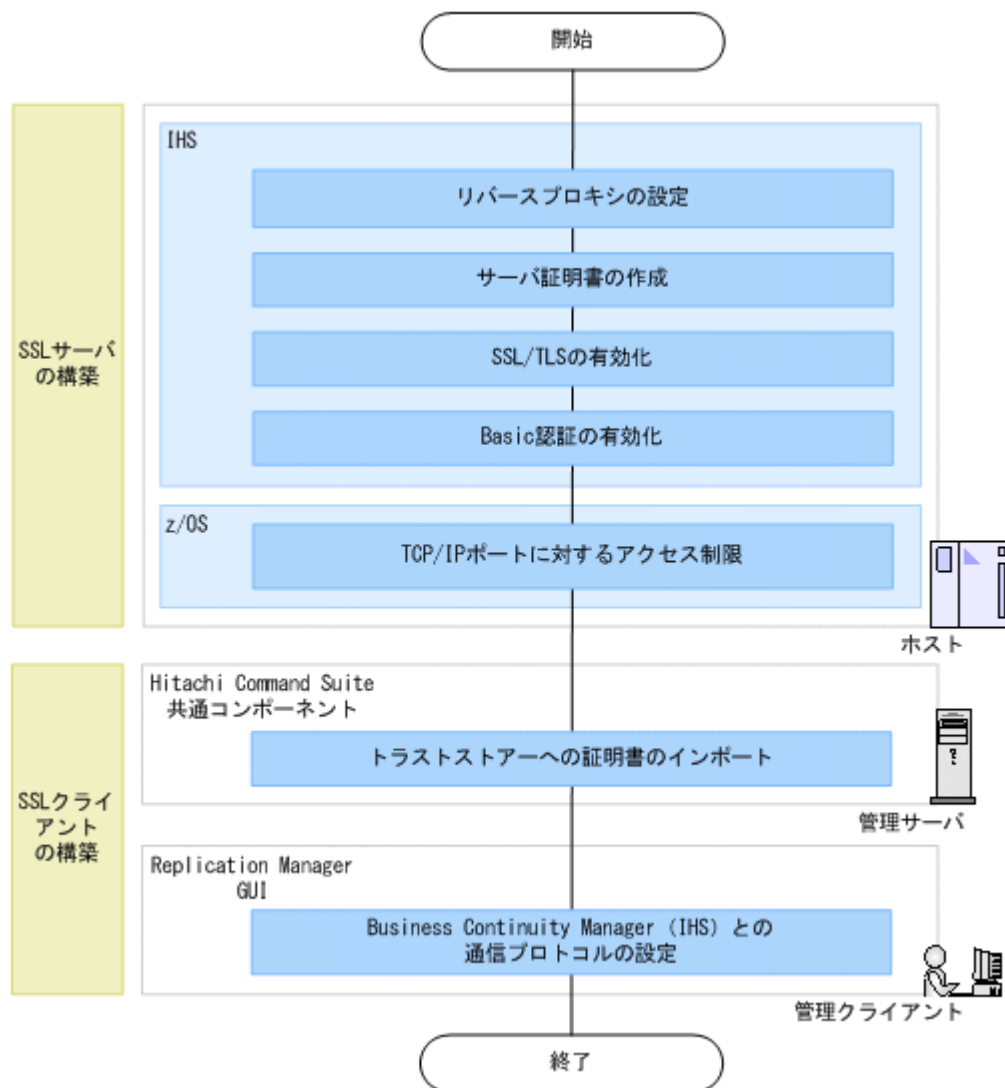 開始
SSLサーバ
の構築
IHS
リバースプロキシの設定
サーバ証明書の作成
SSL/TLSの有効化
Basic認証の有効化
z/OS
TCP/IPポートに対するアクセス制限
ホスト
SSLクライ
アント
の構築
Hitachi Command Suite
共通コンポーネント
トラストストアーへの証明書のインポート
管理サーバ
Replication Manager
GUI
Business Continuity Manager (IHS) との
通信プロトコルの設定
管理クライアント
終了